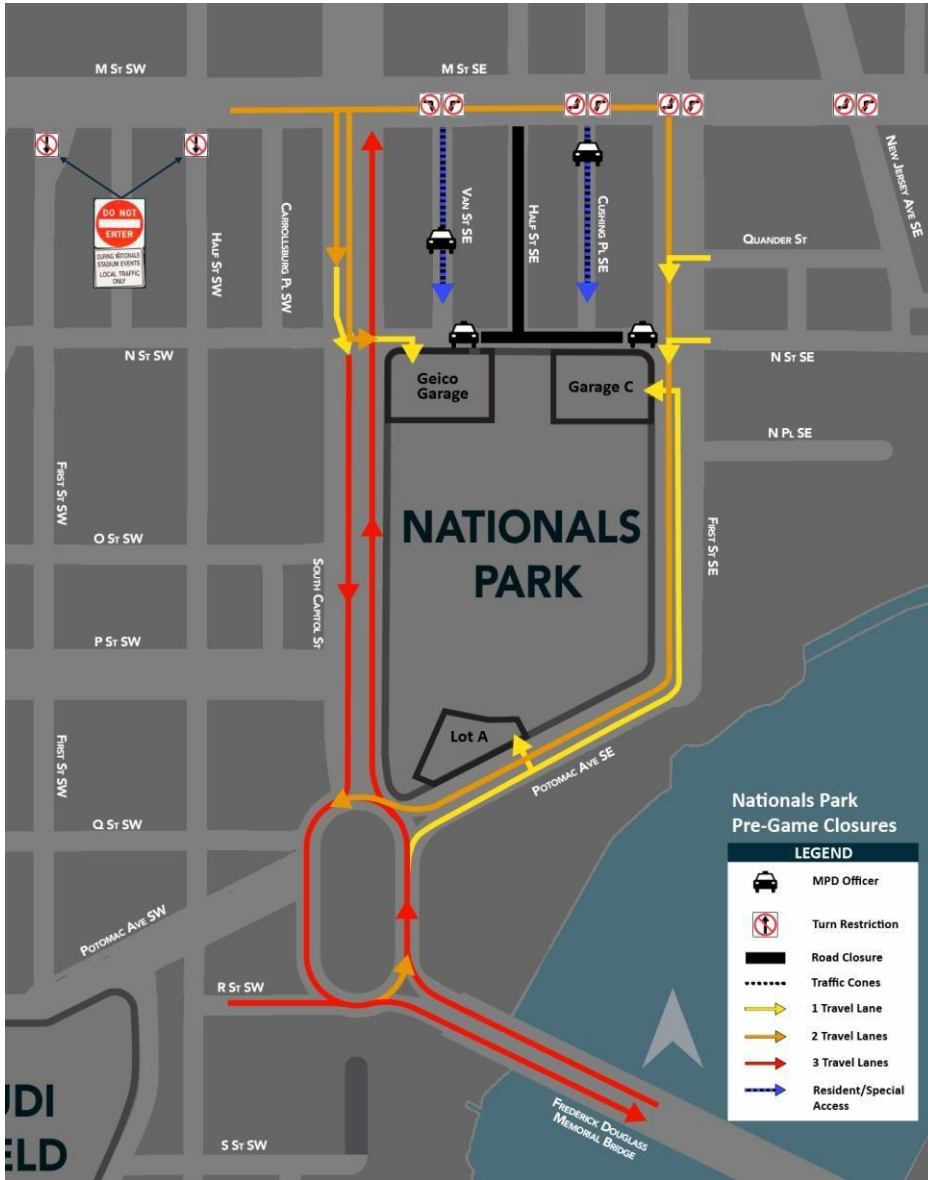 M St SW
M St SE
DO NOT
ENTER
DURING NATIONALS
STADIUM EVENTS
LOCAL TRAFFIC
ONLY
Half St SW
Carrollsburg Pl SW
Van St SE
Half St SE
Cushing Pl SE
New Jersey Ave SE
Quander St
N St SW
N St SE
Geico
Garage
Garage C
N Pl SE
First St SW
NATIONALS
PARK
O St SW
South Capitol St
First St SE
P St SW
First St SW
Lot A
Potomac Ave SE
Q St SW
Potomac Ave SW
R St SW
Frederick Douglass
Memorial Bridge
S St SW
UDI
ELD
Nationals Park
Pre-Game Closures
LEGEND
MPD Officer
Turn Restriction
Road Closure
Traffic Cones
1 Travel Lane
2 Travel Lanes
3 Travel Lanes
Resident/Special
Access